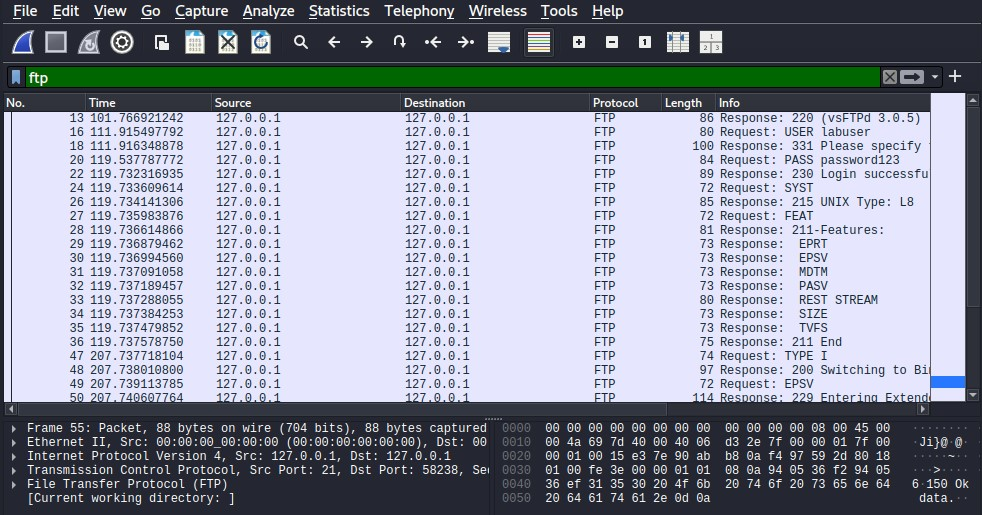 File Edit View Go Capture Analyze Statistics Telephony Wireless Tools Help
ftp
No. Time Source Destination Protocol Length Info
13 101.766921242 127.0.0.1 127.0.0.1 FTP 86 Response: 220 (vsFTPd 3.0.5)
16 111.915497792 127.0.0.1 127.0.0.1 FTP 80 Request: USER labuser
18 111.916348878 127.0.0.1 127.0.0.1 FTP 100 Response: 331 Please specify
20 119.537787772 127.0.0.1 127.0.0.1 FTP 84 Request: PASS password123
22 119.732316935 127.0.0.1 127.0.0.1 FTP 89 Response: 230 Login successfu
24 119.733609614 127.0.0.1 127.0.0.1 FTP 72 Request: SYST
26 119.734141306 127.0.0.1 127.0.0.1 FTP 85 Response: 215 UNIX Type: L8
27 119.735983876 127.0.0.1 127.0.0.1 FTP 72 Request: FEAT
28 119.736614866 127.0.0.1 127.0.0.1 FTP 81 Response: 211-Features:
29 119.736879462 127.0.0.1 127.0.0.1 FTP 73 Response: EPRT
30 119.736994560 127.0.0.1 127.0.0.1 FTP 73 Response: EPSV
31 119.737091058 127.0.0.1 127.0.0.1 FTP 73 Response: MDTM
32 119.737189457 127.0.0.1 127.0.0.1 FTP 73 Response: PASV
33 119.737288055 127.0.0.1 127.0.0.1 FTP 80 Response: REST STREAM
34 119.737384253 127.0.0.1 127.0.0.1 FTP 73 Response: SIZE
35 119.737479852 127.0.0.1 127.0.0.1 FTP 73 Response: TVFS
36 119.737578750 127.0.0.1 127.0.0.1 FTP 75 Response: 211 End
47 207.737718104 127.0.0.1 127.0.0.1 FTP 74 Request: TYPE I
48 207.738010800 127.0.0.1 127.0.0.1 FTP 97 Response: 200 Switching to Bi
49 207.739113785 127.0.0.1 127.0.0.1 FTP 72 Request: EPSV
50 207.740607764 127.0.0.1 127.0.0.1 FTP 114 Response: 229 Entering Extend
Frame 55: Packet, 88 bytes on wire (704 bits), 88 bytes captured
Ethernet II, Src: 00:00:00_00:00:00 (00:00:00:00:00:00), Dst: 00
Internet Protocol Version 4, Src: 127.0.0.1, Dst: 127.0.0.1
Transmission Control Protocol, Src Port: 21, Dst Port: 58238, Se
File Transfer Protocol (FTP)
[Current working directory: ]
0000 00 00 00 00 00 00 00 00 00 00 00 00 08 00 45 00 ········ ······E·
0010 00 4a 69 7d 40 00 40 06 d3 2e 7f 00 00 01 7f 00 ·Ji}@·@·
0020 00 01 00 15 e3 7e 90 ab b8 0a f4 97 59 2d 80 18 ·····~··
0030 01 00 fe 3e 00 00 01 01 08 0a 94 05 36 f2 94 05 ···>····
0040 36 ef 31 35 30 20 4f 6b 20 74 6f 20 73 65 6e 64 6·150 Ok
0050 20 64 61 74 61 2e 0d 0a data.··